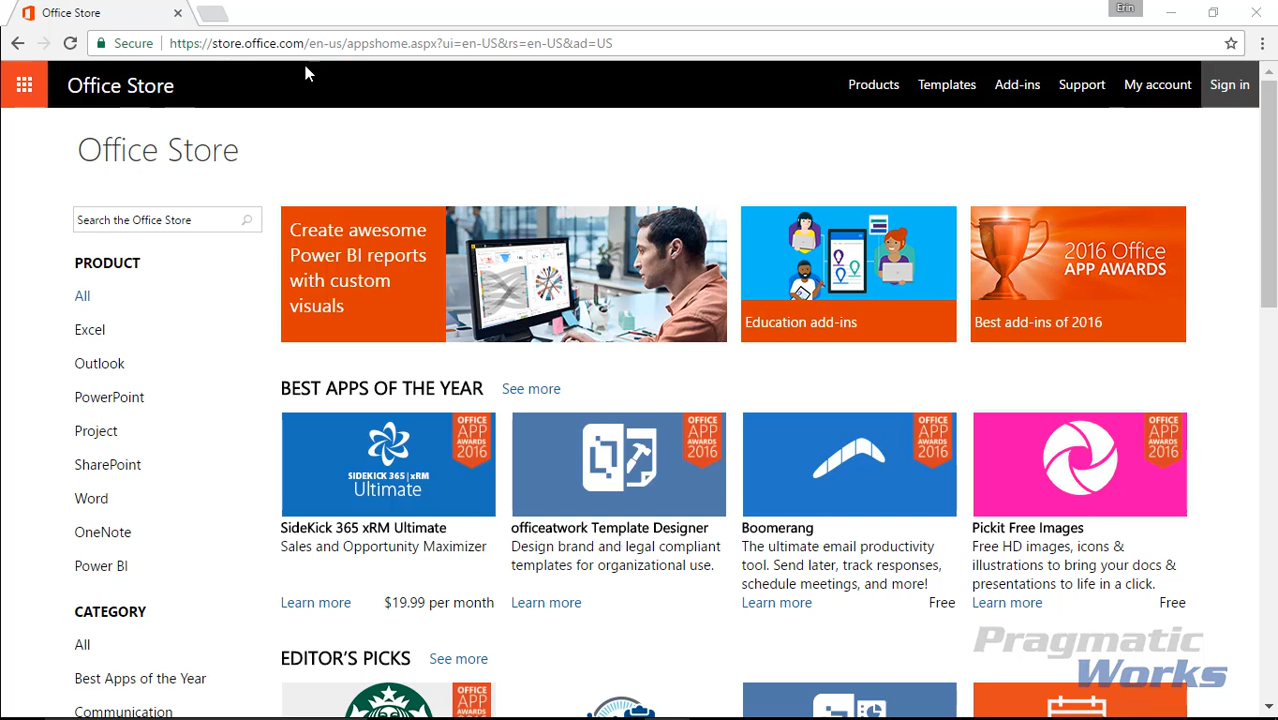 Office Store
Erin
Secure
https://store.office.com/en-us/appshome.aspx?ui=en-US&rs=en-US&ad=US
Office Store
Products
Templates
Add-ins
Support
My account
Sign in
Office Store
Search the Office Store
PRODUCT
All
Excel
Outlook
PowerPoint
Project
SharePoint
Word
OneNote
Power BI
CATEGORY
All
Best Apps of the Year
Communication
Create awesome
Power BI reports
with custom
visuals
Education add-ins
2016 Office
APP AWARDS
Best add-ins of 2016
BEST APPS OF THE YEAR
See more
OFFICE
APP
AWARDS
2016
SIDEKICK 365 | xRM
Ultimate
SideKick 365 xRM Ultimate
Sales and Opportunity Maximizer
Learn more
$19.99 per month
OFFICE
APP
AWARDS
2016
officeatwork Template Designer
Design brand and legal compliant
templates for organizational use.
Learn more
OFFICE
APP
AWARDS
2016
Boomerang
The ultimate email productivity
tool. Send later, track responses,
schedule meetings, and more!
Learn more
Free
OFFICE
APP
AWARDS
2016
Pickit Free Images
Free HD images, icons &
illustrations to bring your docs &
presentations to life in a click.
Learn more
Free
EDITOR'S PICKS
See more
OFFICE
APP
AWARDS
Pragmatic
Works